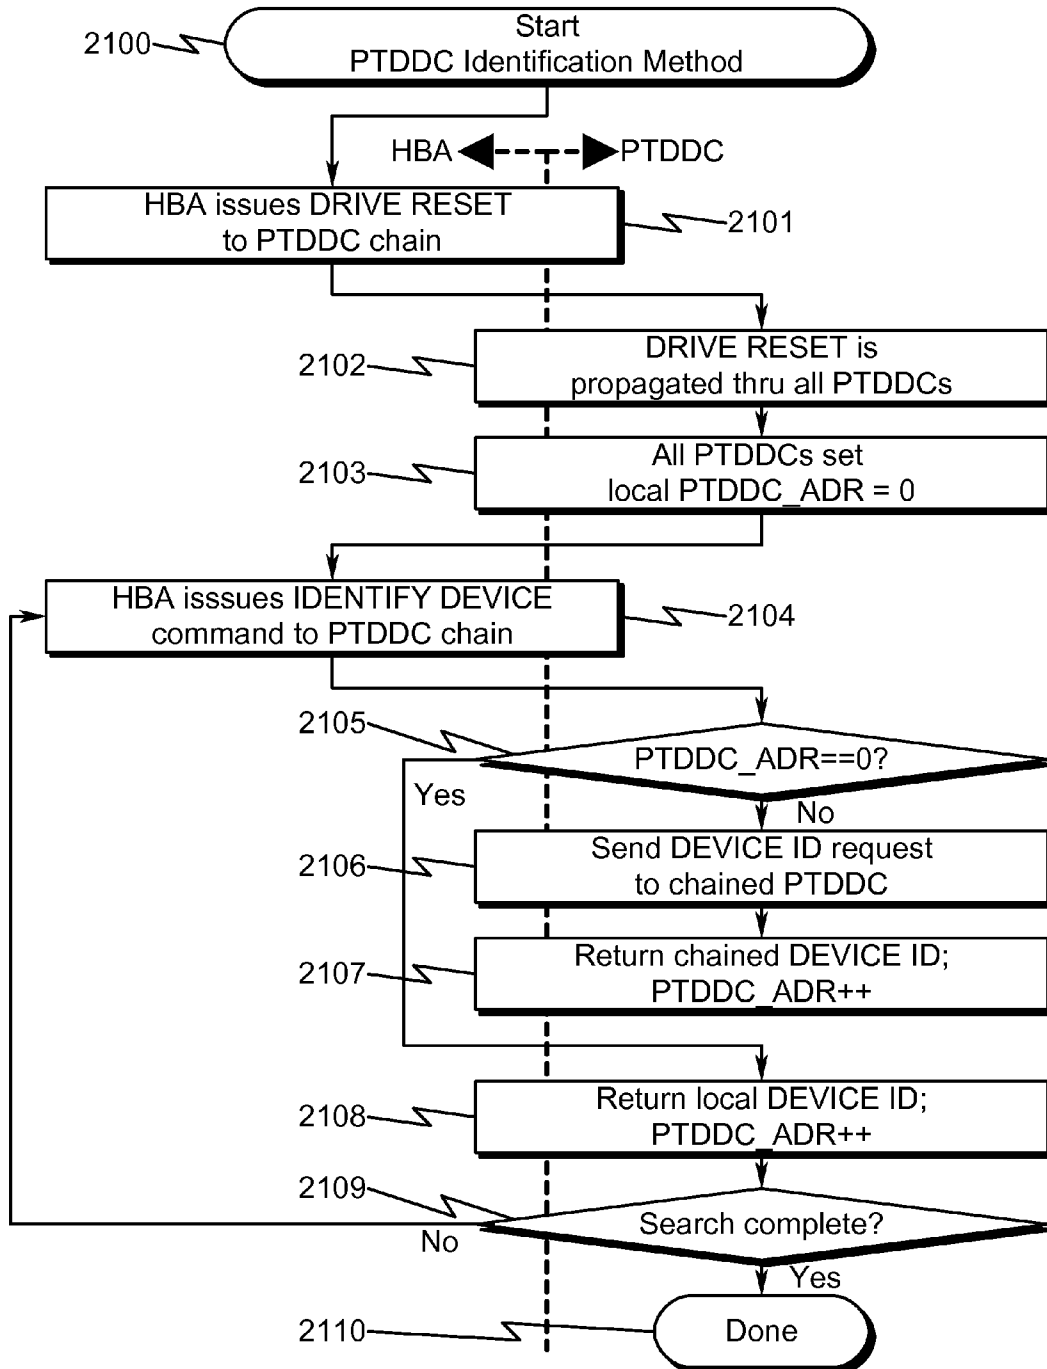 2100
Start
PTDDC Identification Method
HBA
PTDDC
HBA issues DRIVE RESET
to PTDDC chain
2101
2102
DRIVE RESET is
propagated thru all PTDDCs
2103
All PTDDCs set
local PTDDC_ADR = 0
HBA isssues IDENTIFY DEVICE
command to PTDDC chain
2104
2105
PTDDC_ADR==0?
Yes
No
2106
Send DEVICE ID request
to chained PTDDC
2107
Return chained DEVICE ID;
PTDDC_ADR++
2108
Return local DEVICE ID;
PTDDC_ADR++
2109
Search complete?
No
Yes
2110
Done